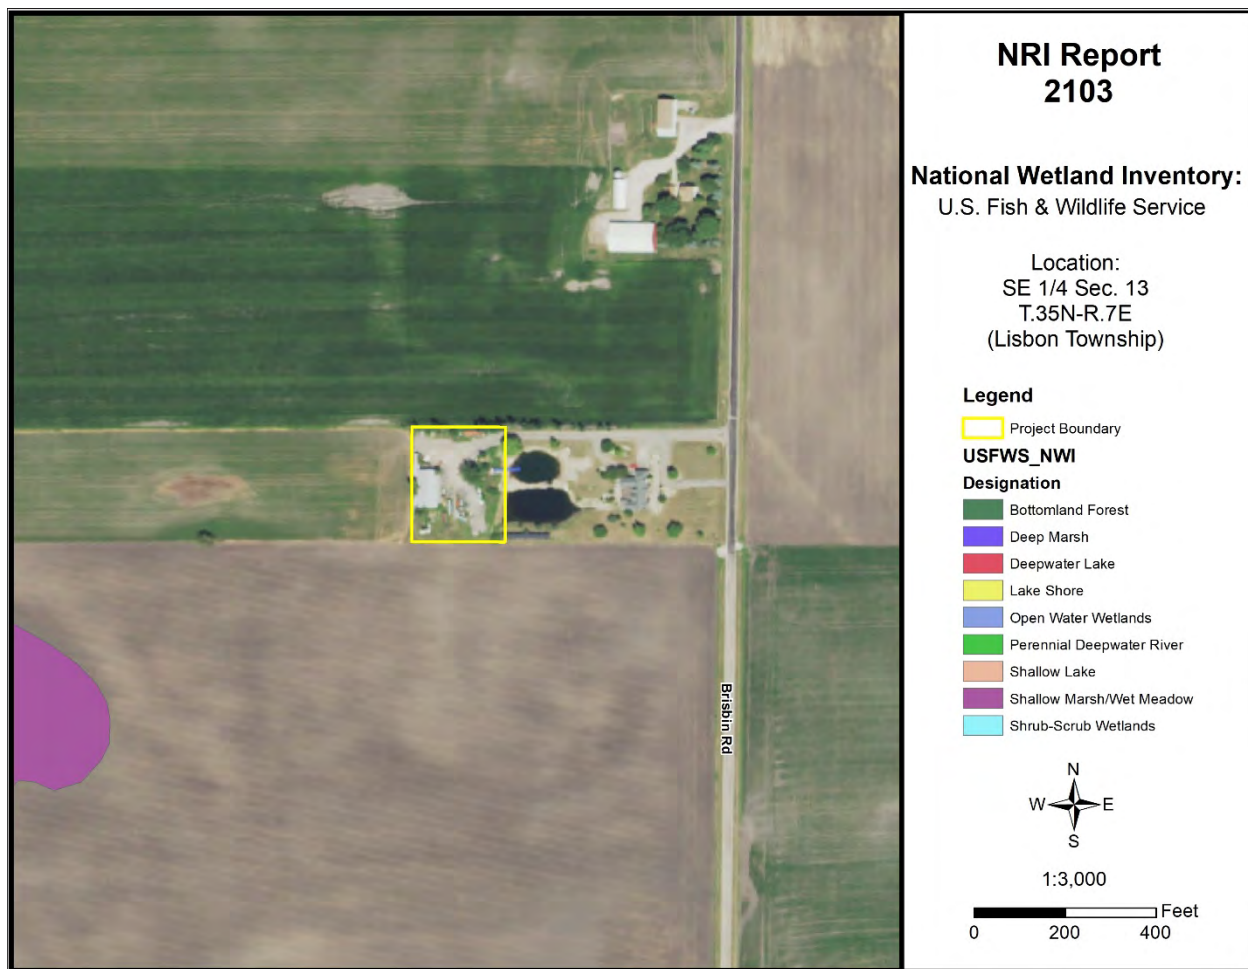 NRI Report
2103
National Wetland Inventory:
U.S. Fish & Wildlife Service
Location:
SE 1/4 Sec. 13
T.35N-R.7E
(Lisbon Township)
Legend
Project Boundary
USFWS_NWI
Designation
Bottomland Forest
Deep Marsh
Deepwater Lake
Lake Shore
Open Water Wetlands
Perennial Deepwater River
Shallow Lake
Shallow Marsh/Wet Meadow
Shrub-Scrub Wetlands
Brisbin Rd
N
W E
S
1:3,000
Feet
0 200 400